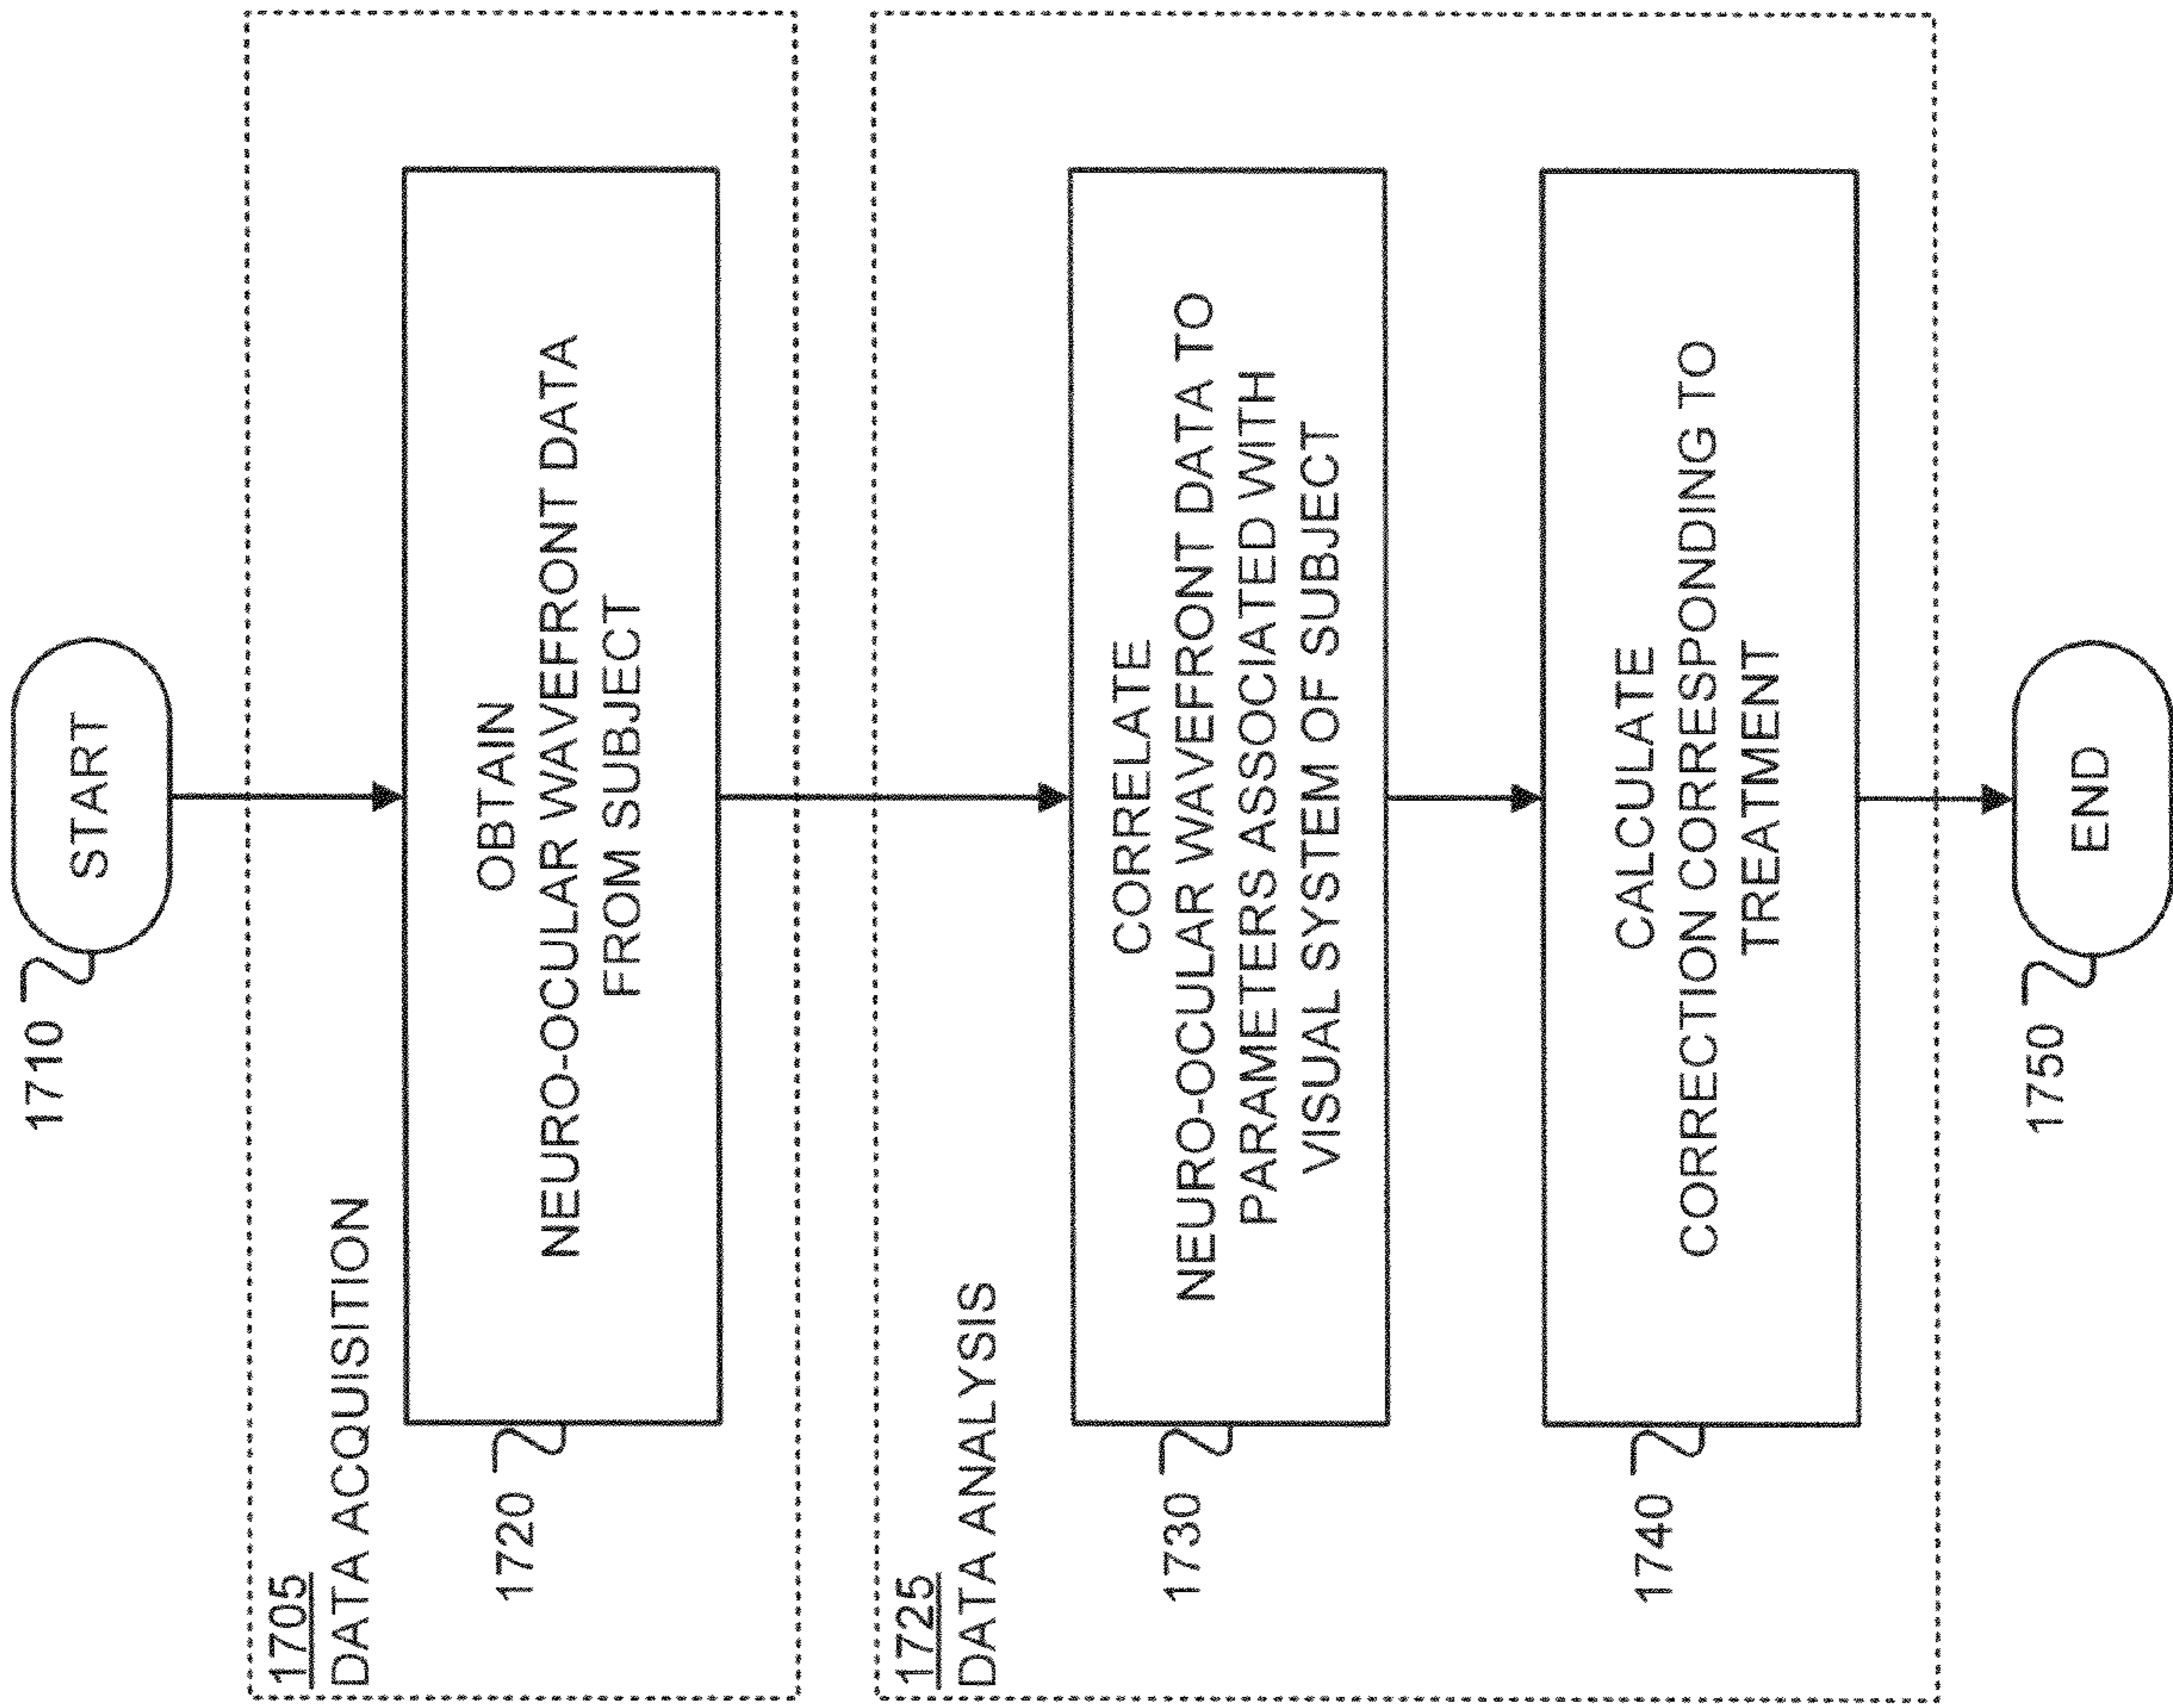 1710
START
1705
DATA ACQUISITION
1720
OBTAIN
NEURO-OCULAR WAVEFRONT DATA
FROM SUBJECT
1725
DATA ANALYSIS
1730
CORRELATE
NEURO-OCULAR WAVEFRONT DATA TO
PARAMETERS ASSOCIATED WITH
VISUAL SYSTEM OF SUBJECT
1740
CALCULATE
CORRECTION CORRESPONDING TO
TREATMENT
1750
END